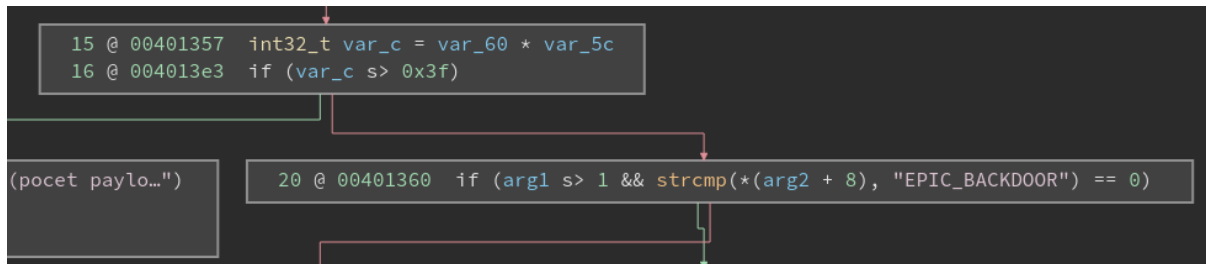 15 @ 00401357  int32_t var_c = var_60 * var_5c
16 @ 004013e3  if (var_c s> 0x3f)
(pocet paylo…")
20 @ 00401360  if (arg1 s> 1 && strcmp(*(arg2 + 8), "EPIC_BACKDOOR") == 0)